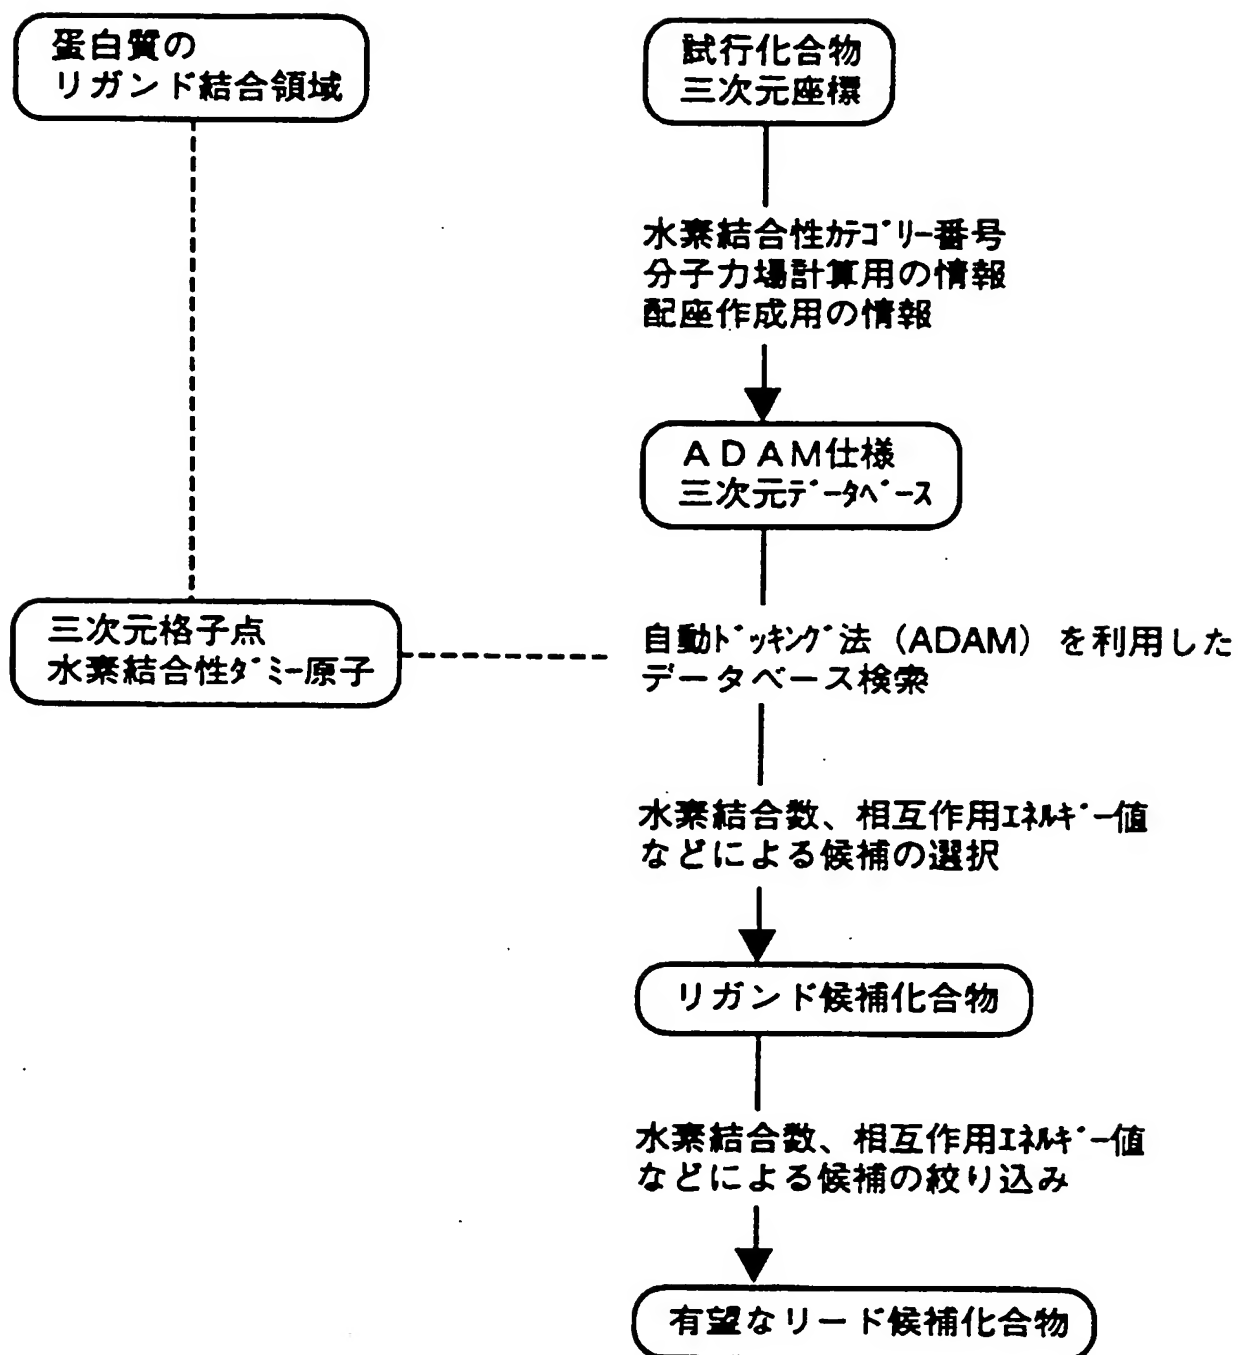 蛋白質の
リガンド結合領域
試行化合物
三次元座標
水素結合性ｶﾃｺﾞﾘｰ番号
分子力場計算用の情報
配座作成用の情報
ＡＤＡＭ仕様
三次元ﾃﾞｰﾀﾍﾞｰｽ
三次元格子点
水素結合性ﾀﾞﾐｰ原子
自動ﾄﾞｯｷﾝｸﾞ法（ADAM）を利用した
データベース検索
水素結合数、相互作用ｴﾈﾙｷﾞｰ値
などによる候補の選択
リガンド候補化合物
水素結合数、相互作用ｴﾈﾙｷﾞｰ値
などによる候補の絞り込み
有望なリード候補化合物